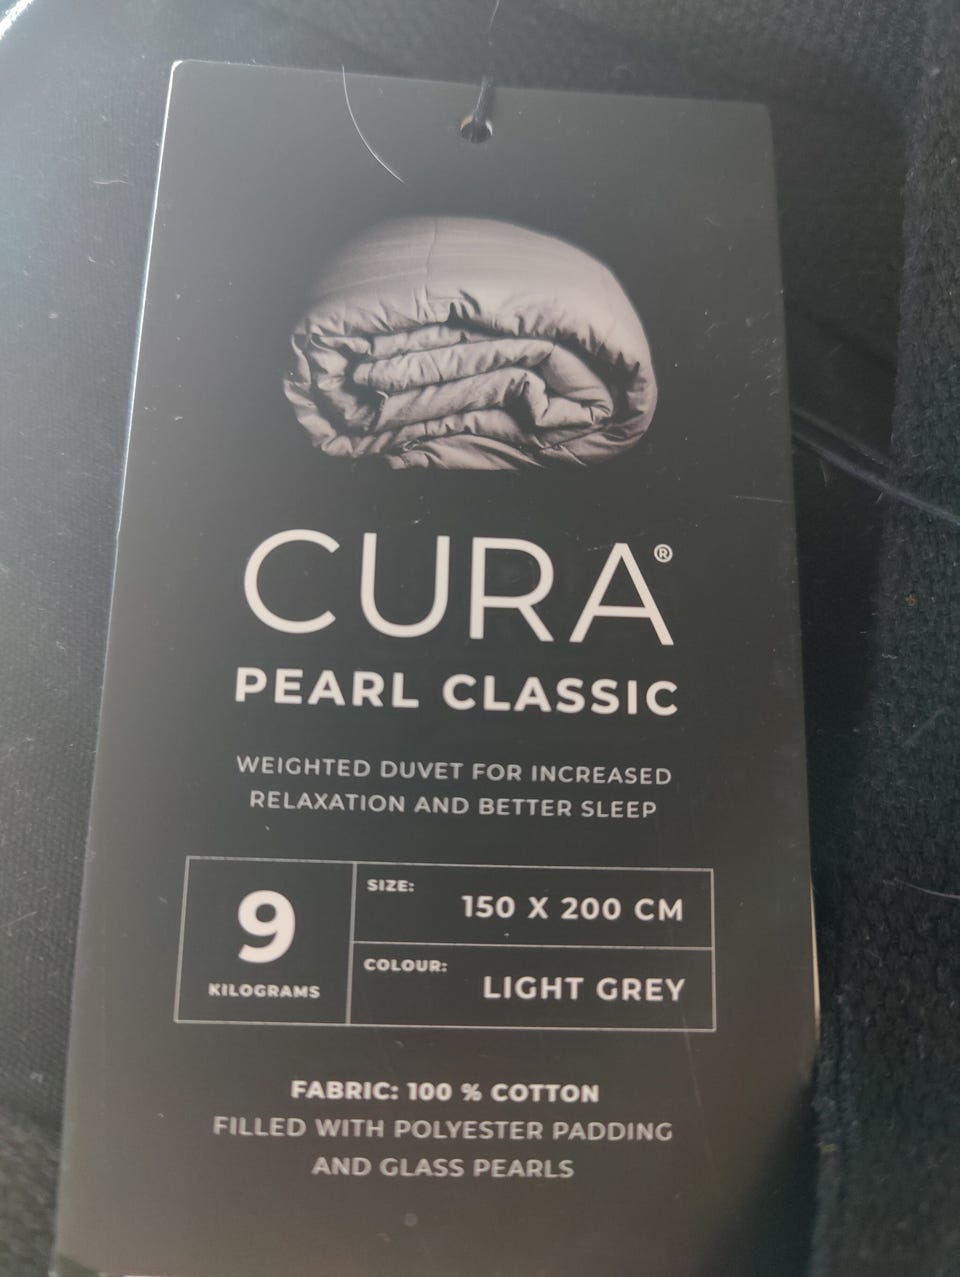 CURA®
PEARL CLASSIC
WEIGHTED DUVET FOR INCREASED
RELAXATION AND BETTER SLEEP
9
KILOGRAMS
SIZE:
150 X 200 CM
COLOUR:
LIGHT GREY
FABRIC: 100 % COTTON
FILLED WITH POLYESTER PADDING
AND GLASS PEARLS